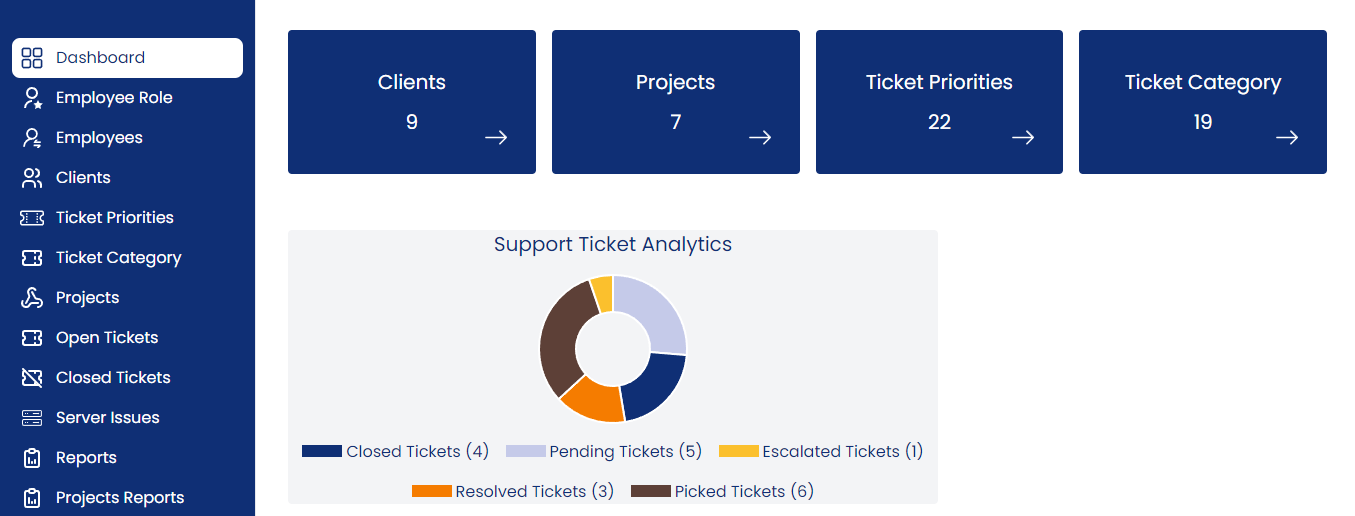 Dashboard
Employee Role
Employees
Clients
Ticket Priorities
Ticket Category
Projects
Open Tickets
Closed Tickets
Server Issues
Reports
Projects Reports
Clients
9
Projects
7
Ticket Priorities
22
Ticket Category
19
Support Ticket Analytics
Closed Tickets (4) Pending Tickets (5) Escalated Tickets (1)
Resolved Tickets (3) Picked Tickets (6)